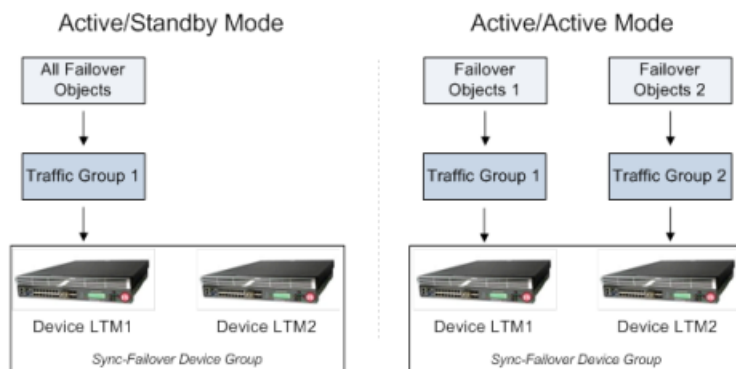 Active/Standby Mode
All Failover
Objects
Traffic Group 1
Device LTM1
Device LTM2
Sync-Failover Device Group
Active/Active Mode
Failover
Objects 1
Failover
Objects 2
Traffic Group 1
Traffic Group 2
Device LTM1
Device LTM2
Sync-Failover Device Group